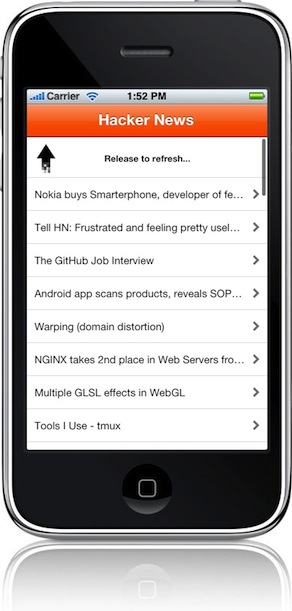 Carrier 1:52 PM
Hacker News
Release to refresh...
Nokia buys Smarterphone, developer of fe...
Tell HN: Frustrated and feeling pretty usel...
The GitHub Job Interview
Android app scans products, reveals SOP...
Warping (domain distortion)
NGINX takes 2nd place in Web Servers fro...
Multiple GLSL effects in WebGL
Tools I Use - tmux